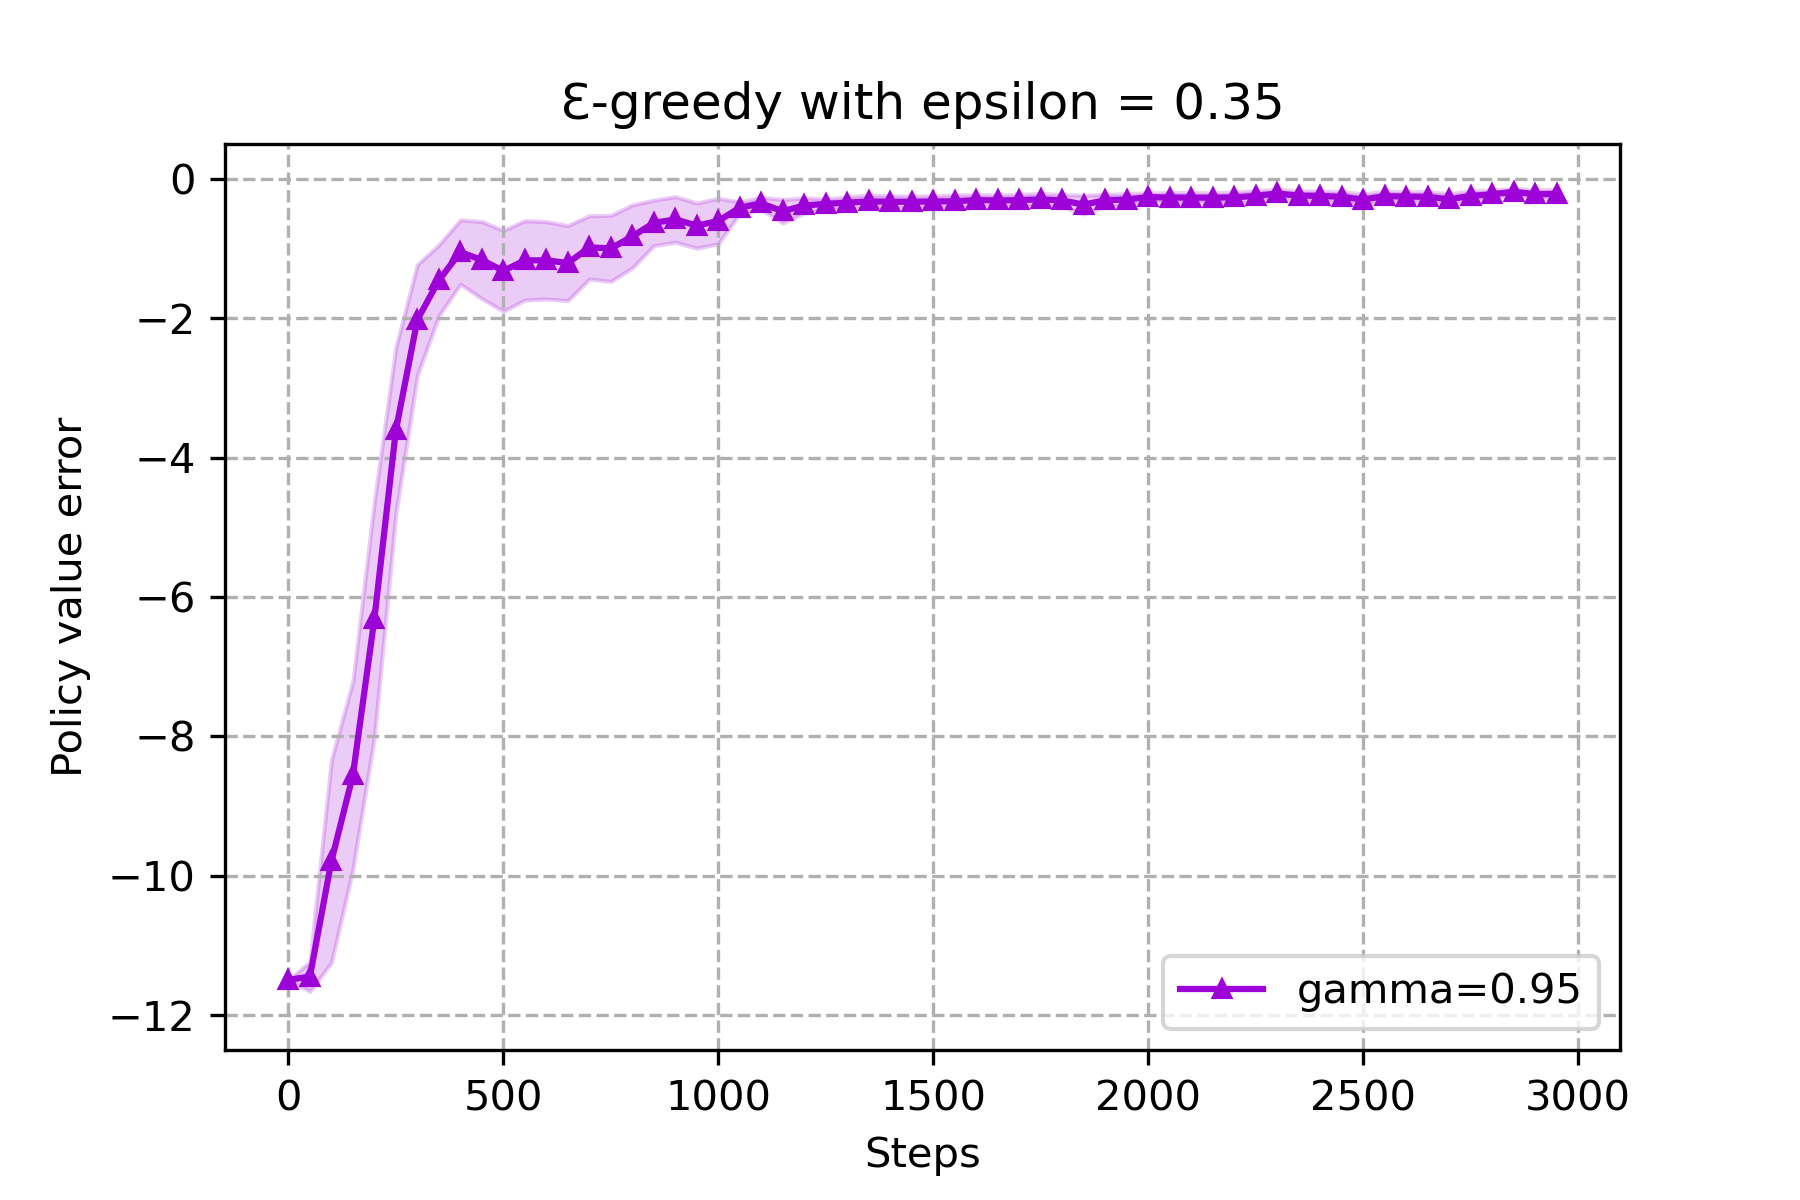 Ɛ-greedy with epsilon = 0.35
Policy value error
0
−2
−4
−6
−8
−10
−12
gamma=0.95
0 500 1000 1500 2000 2500 3000
Steps